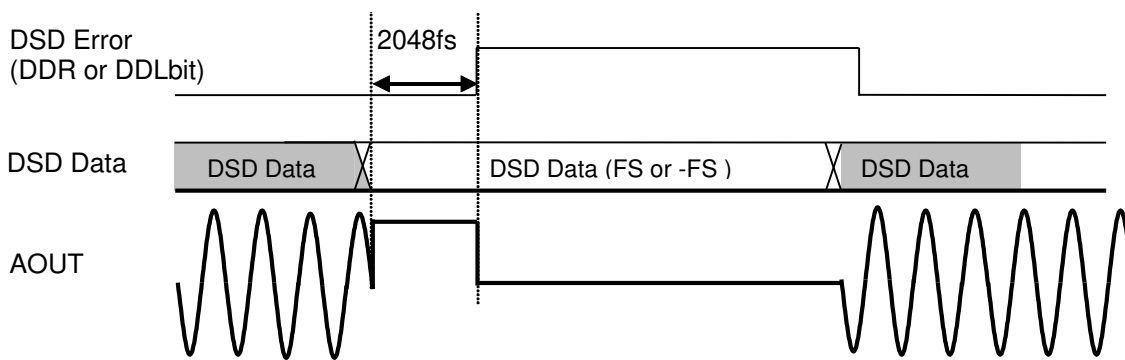 DSD Error
(DDR or DDLbit)
2048fs
DSD Data
DSD Data
DSD Data (FS or -FS )
DSD Data
AOUT